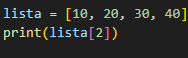 lista = [10, 20, 30, 40]
print(lista[2])